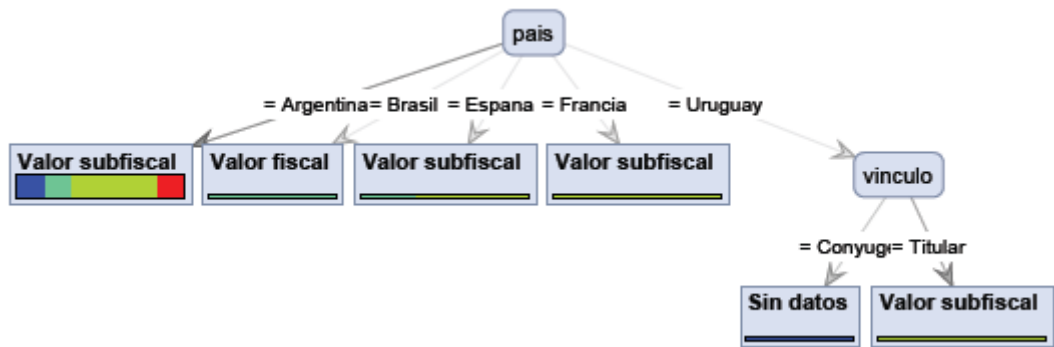 pais
= Argentina= Brasil = Espana = Francia = Uruguay
Valor subfiscal Valor fiscal Valor subfiscal Valor subfiscal
vinculo
= Conyuge= Titular
Sin datos Valor subfiscal